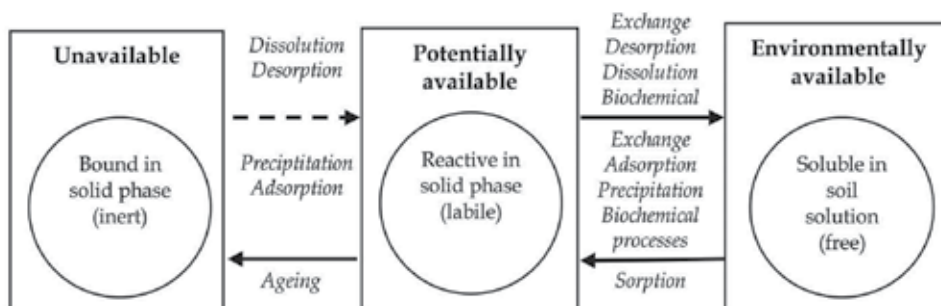 Unavailable
Bound in
solid phase
(inert)
Dissolution
Desorption
Preciptitation
Adsorption
Ageing
Potentially
available
Reactive in
solid phase
(labile)
Exchange
Desorption
Dissolution
Biochemical
Exchange
Adsorption
Precipitation
Biochemical
processes
Sorption
Environmentally
available
Soluble in
soil
solution
(free)